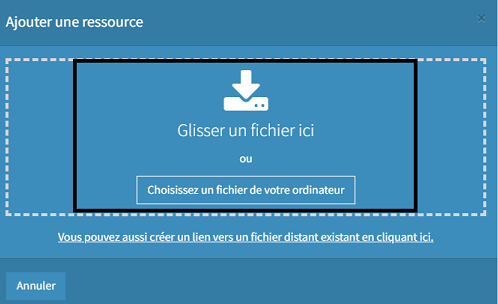 Ajouter une ressource
×
Glisser un fichier ici
ou
Choisissez un fichier de votre ordinateur
Vous pouvez aussi créer un lien vers un fichier distant existant en cliquant ici.
Annuler